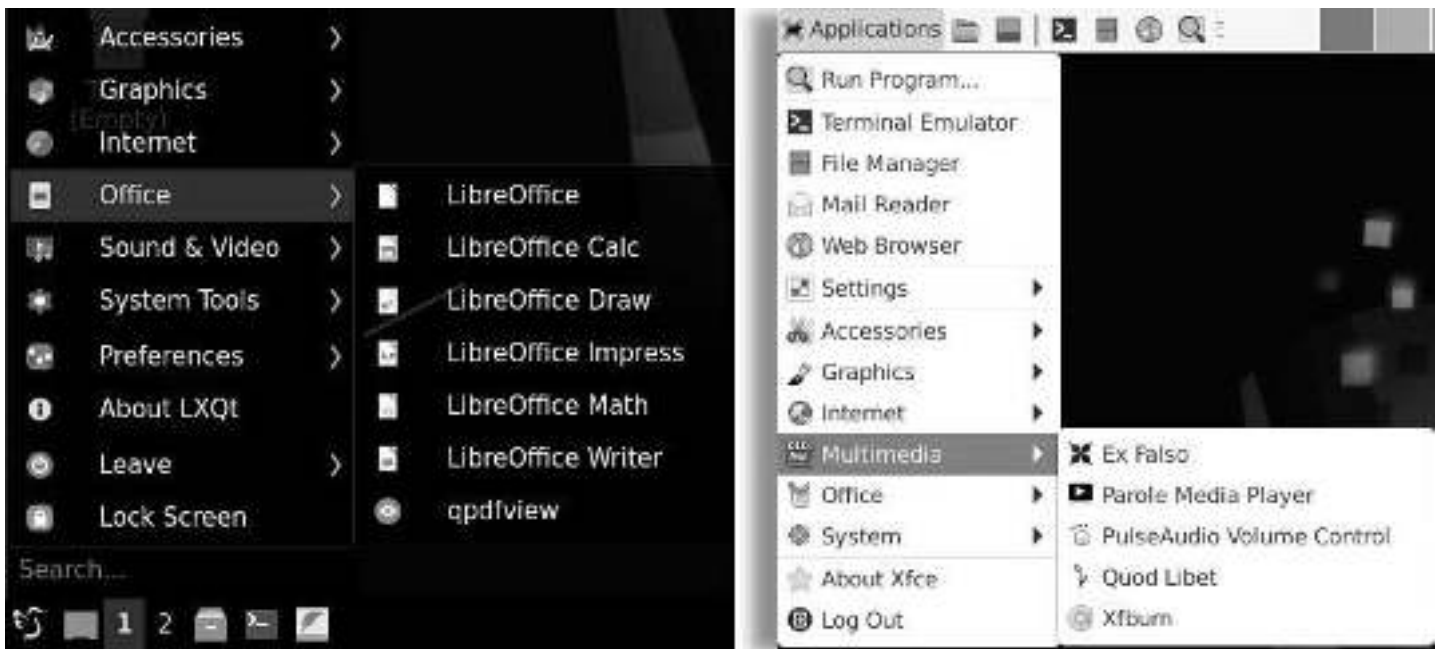 Accessories
Graphics
(Empty)
Internet
Office
Sound & Video
System Tools
Preferences
About LXQt
Leave
Lock Screen
Search...
1 2
LibreOffice
LibreOffice Calc
LibreOffice Draw
LibreOffice Impress
LibreOffice Math
LibreOffice Writer
qpdfview
Applications
Run Program...
Terminal Emulator
File Manager
Mail Reader
Web Browser
Settings
Accessories
Graphics
Internet
Multimedia
Office
System
About Xfce
Log Out
Ex Falso
Parole Media Player
PulseAudio Volume Control
Quod Libet
Xfburn